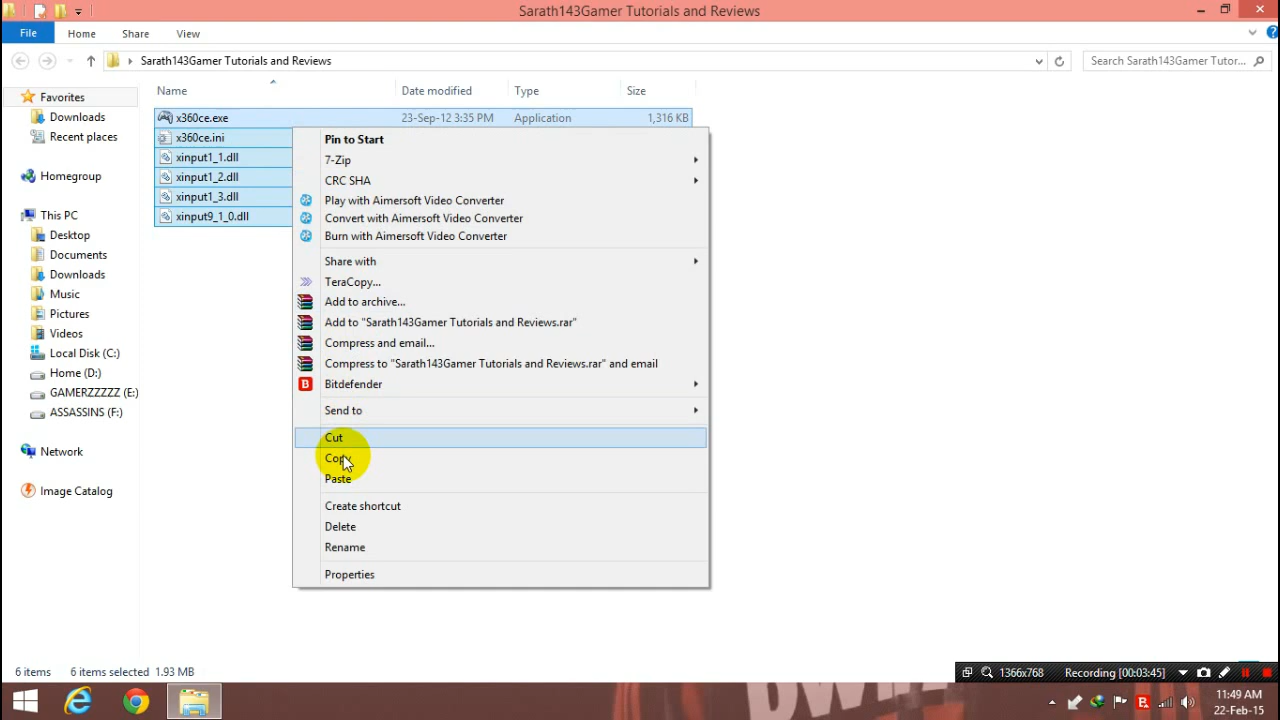 Sarath143Gamer Tutorials and Reviews
File Home Share View
Sarath143Gamer Tutorials and Reviews
Search Sarath143Gamer Tutor...
Name Date modified Type Size
Favorites
Downloads
Recent places
Homegroup
This PC
Desktop
Documents
Downloads
Music
Pictures
Videos
Local Disk (C:)
Home (D:)
GAMERZZZZZ (E:)
ASSASSINS (F:)
Network
Image Catalog
x360ce.exe 23-Sep-12 3:35 PM Application 1,316 KB
x360ce.ini
xinput1_1.dll
xinput1_2.dll
xinput1_3.dll
xinput9_1_0.dll
Pin to Start
7-Zip
CRC SHA
Play with Aimersoft Video Converter
Convert with Aimersoft Video Converter
Burn with Aimersoft Video Converter
Share with
TeraCopy...
Add to archive...
Add to "Sarath143Gamer Tutorials and Reviews.rar"
Compress and email...
Compress to "Sarath143Gamer Tutorials and Reviews.rar" and email
Bitdefender
Send to
Cut
Copy
Paste
Create shortcut
Delete
Rename
Properties
6 items 6 items selected 1.93 MB
1366x768 Recording [00:03:45]
11:49 AM
22-Feb-15